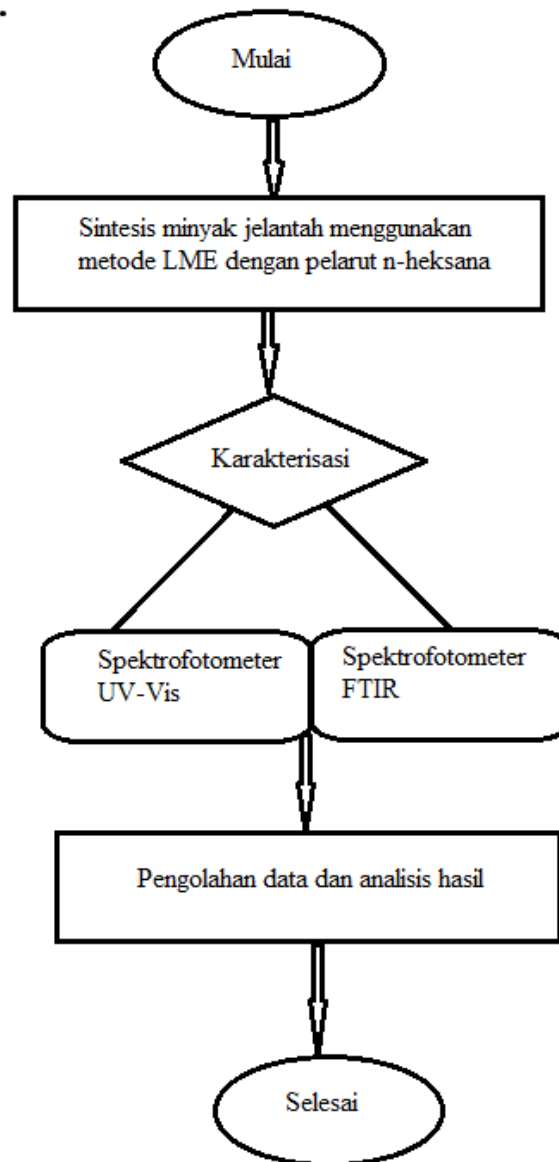 Mulai
Sintesis minyak jelantah menggunakan
metode LME dengan pelarut n-heksana
Karakterisasi
Spektrofotometer
UV-Vis
Spektrofotometer
FTIR
Pengolahan data dan analisis hasil
Selesai